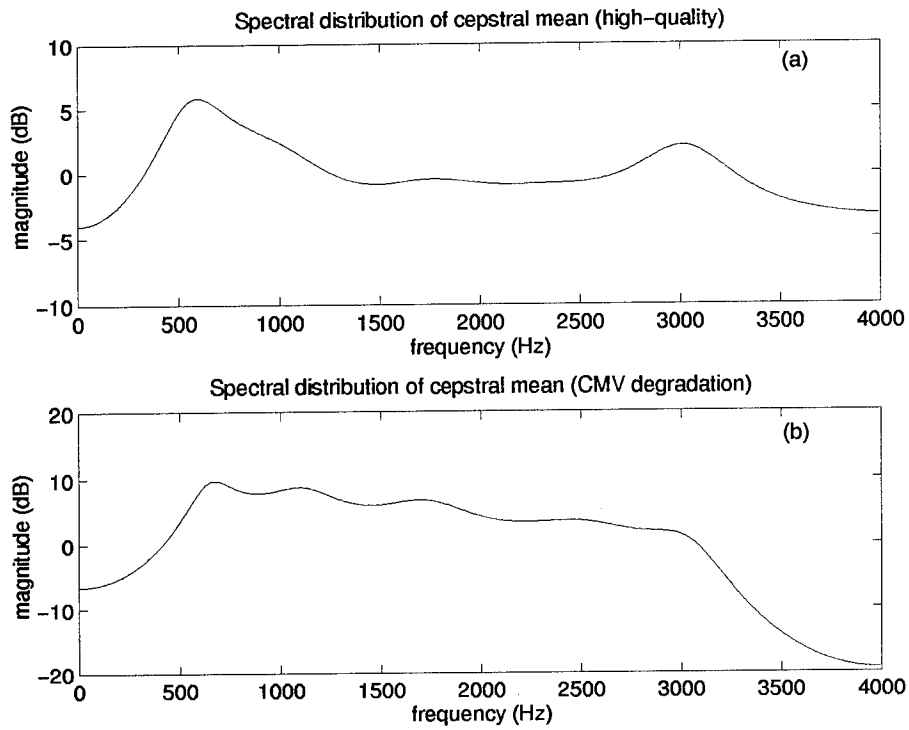 Spectral distribution of cepstral mean (high-quality)
(a)
magnitude (dB)
10
5
0
−5
−10
0 500 1000 1500 2000 2500 3000 3500 4000
frequency (Hz)
Spectral distribution of cepstral mean (CMV degradation)
(b)
magnitude (dB)
20
10
0
−10
−20
0 500 1000 1500 2000 2500 3000 3500 4000
frequency (Hz)